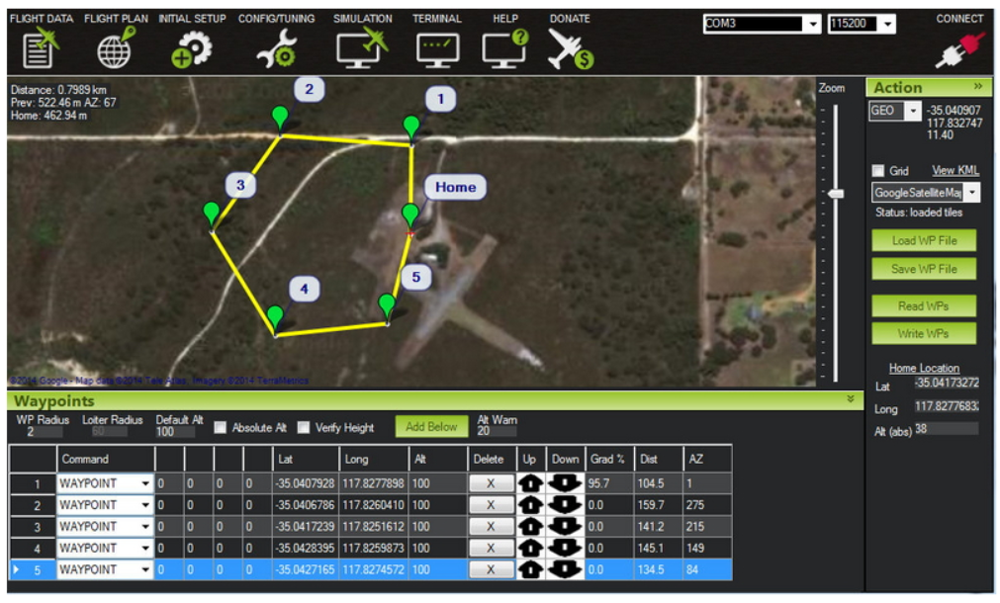 FLIGHT DATA FLIGHT PLAN INITIAL SETUP CONFIG/TUNING SIMULATION TERMINAL HELP DONATE COM3 115200 CONNECT
Distance: 0.7989 km
Prev: 522.46 m AZ: 67
Home: 462.94 m
2
1
3
Home
4
5
©2014 Google - Map data ©2014 Tele Atlas, Imagery ©2014 TerraMetrics
Zoom
Action »
GEO -35.040907
117.832747
11.40
Grid View KML
GoogleSatelliteMap
Status: loaded tiles
Load WP File
Save WP File
Read WPs
Write WPs
Home Location
Lat -35.04173272
Long 117.8277683
Alt (abs) 38
Waypoints
WP Radius Loiter Radius Default Alt Absolute Alt Verify Height Add Below Alt Warn
2 60 100 20
Command Lat Long Alt Delete Up Down Grad % Dist AZ
1 WAYPOINT 0 0 0 0 -35.0407928 117.8277898 100 X 95.7 104.5 1
2 WAYPOINT 0 0 0 0 -35.0406786 117.8260410 100 X 0.0 159.7 275
3 WAYPOINT 0 0 0 0 -35.0417239 117.8251612 100 X 0.0 141.2 215
4 WAYPOINT 0 0 0 0 -35.0428395 117.8259873 100 X 0.0 145.1 149
5 WAYPOINT 0 0 0 0 -35.0427165 117.8274572 100 X 0.0 134.5 84